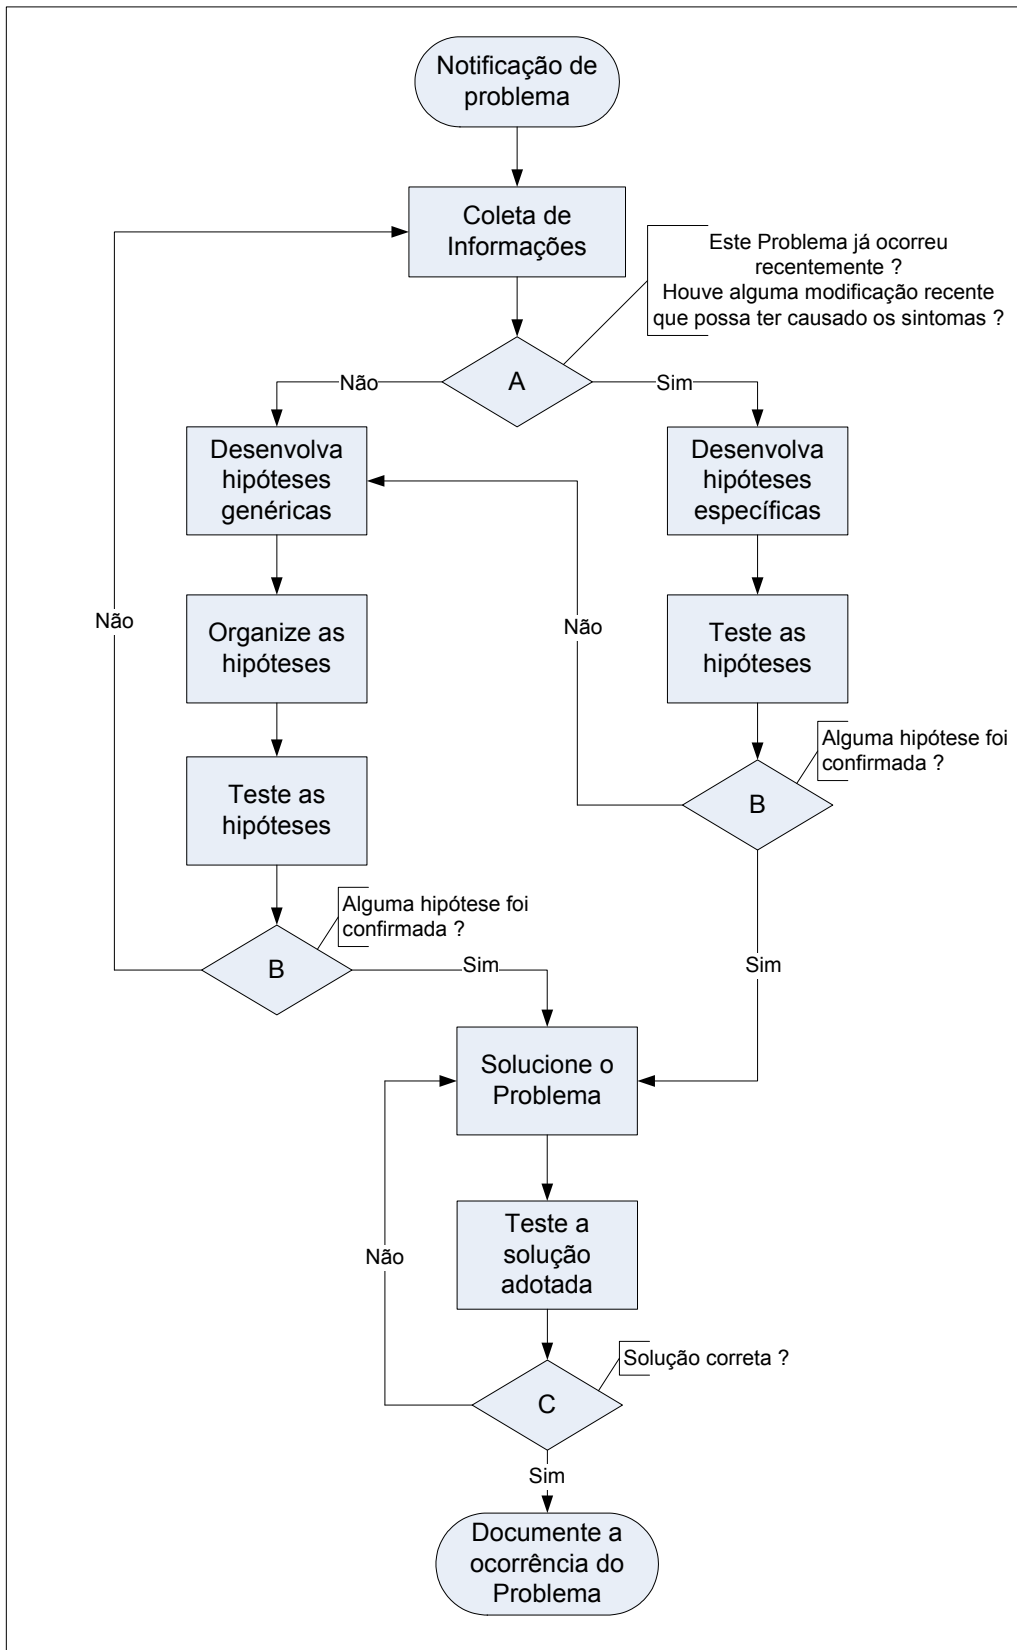 Notificação de
problema
Coleta de
Informações
Este Problema já ocorreu
recentemente ?
Houve alguma modificação recente
que possa ter causado os sintomas ?
A
Não
Sim
Desenvolva
hipóteses
genéricas
Desenvolva
hipóteses
específicas
Não
Organize as
hipóteses
Não
Teste as
hipóteses
Alguma hipótese foi
confirmada ?
B
Teste as
hipóteses
Alguma hipótese foi
confirmada ?
B
Sim
Sim
Solucione o
Problema
Teste a
solução
adotada
Não
Solução correta ?
C
Sim
Documente a
ocorrência do
Problema